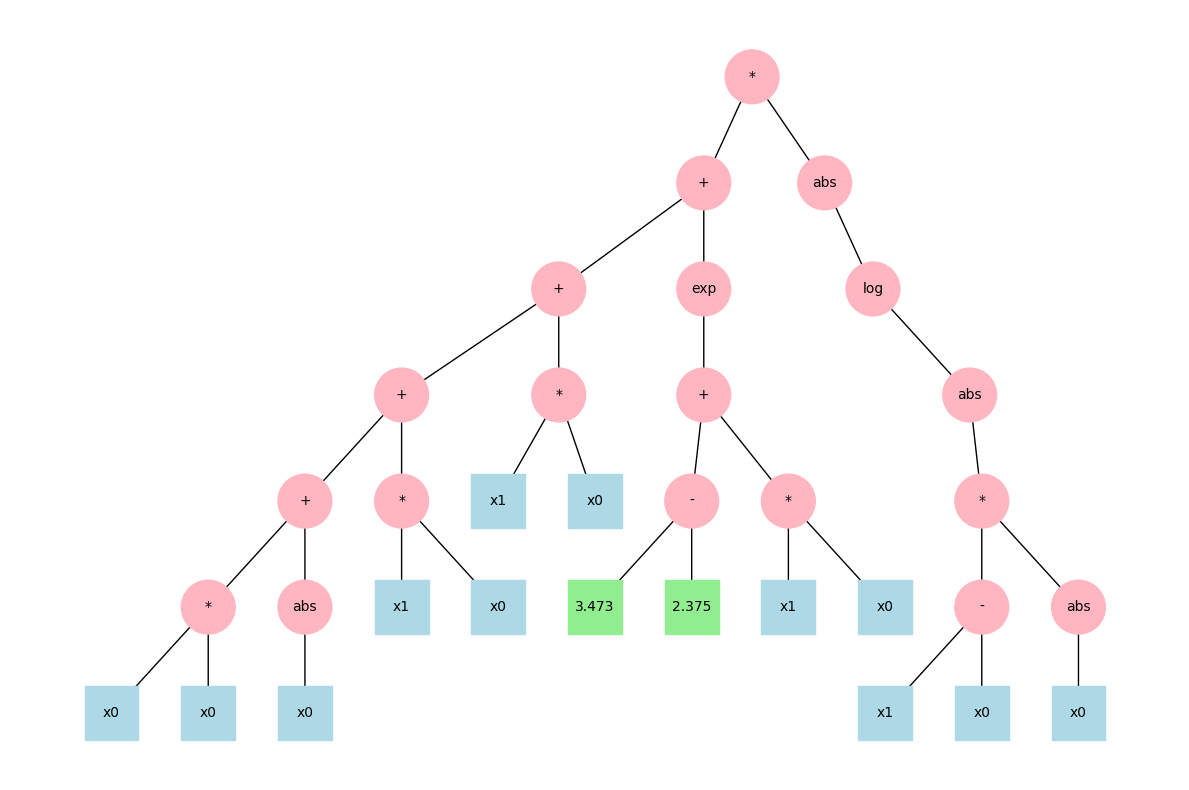 *
+ abs
+ exp log
+ * + abs
+ * x1 x0 - * *
* abs x1 x0 3.473 2.375 x1 x0 - abs
x0 x0 x0 x1 x0 x0